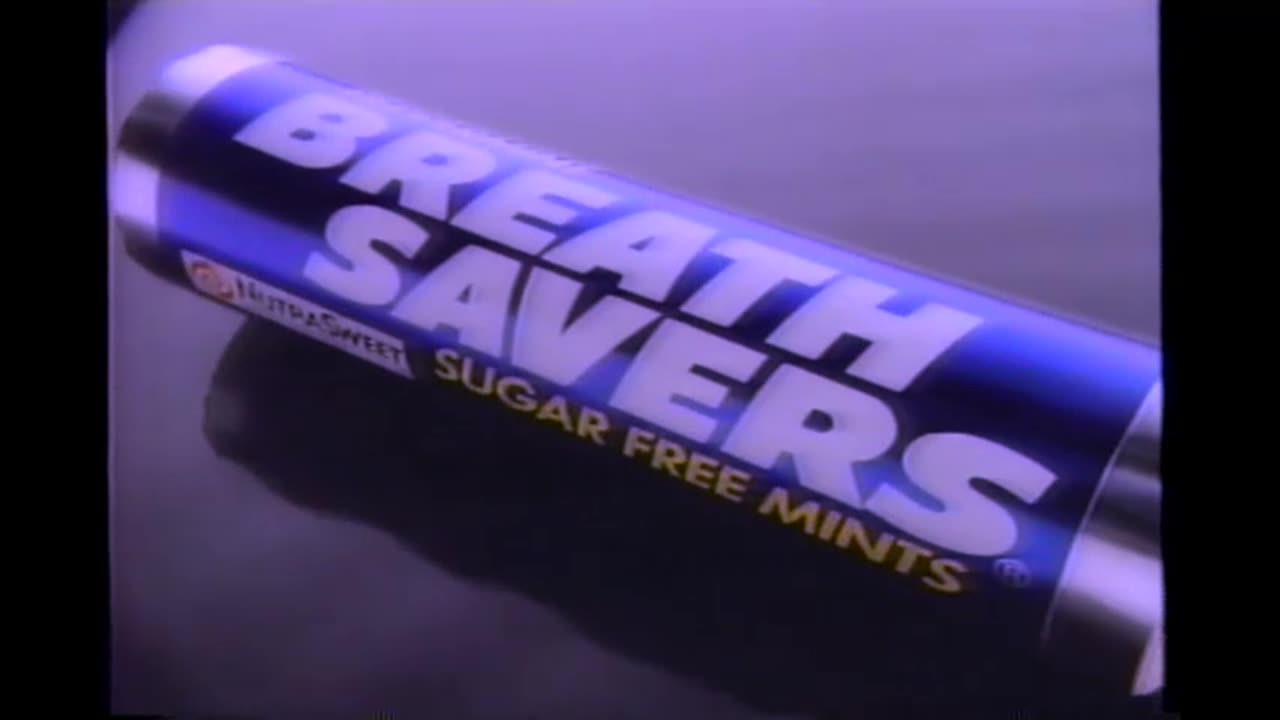 BREATH
SAVERS®
NUTRASWEET
SUGAR FREE MINTS